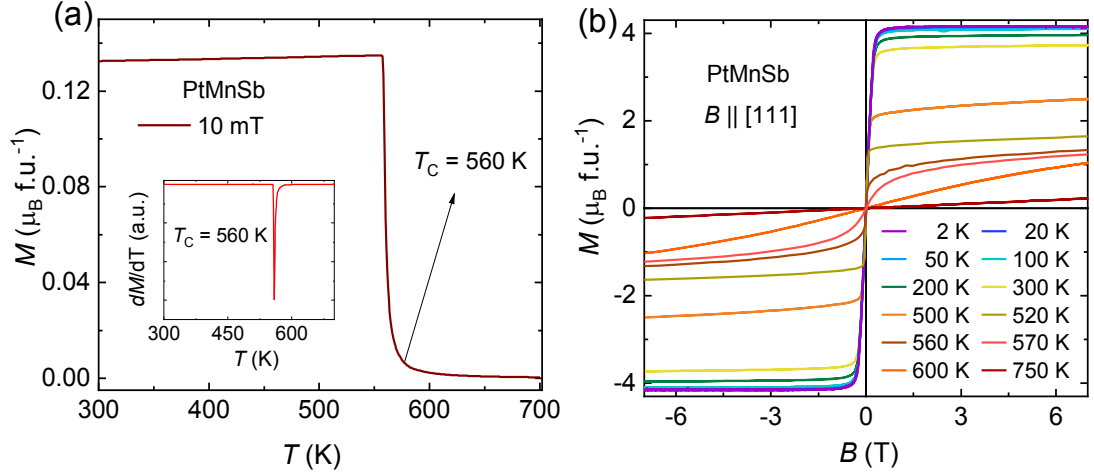 (a)
M (μB f.u.-1)
0.12
0.08
0.04
0.00
PtMnSb
10 mT
TC = 560 K
dM/dT (a.u.)
TC = 560 K
300 450 600
T (K)
300 400 500 600 700
T (K)
(b)
M (μB f.u.-1)
4
2
0
-2
-4
PtMnSb
B || [111]
2 K 20 K
50 K 100 K
200 K 300 K
500 K 520 K
560 K 570 K
600 K 750 K
-6 -3 0 3 6
B (T)